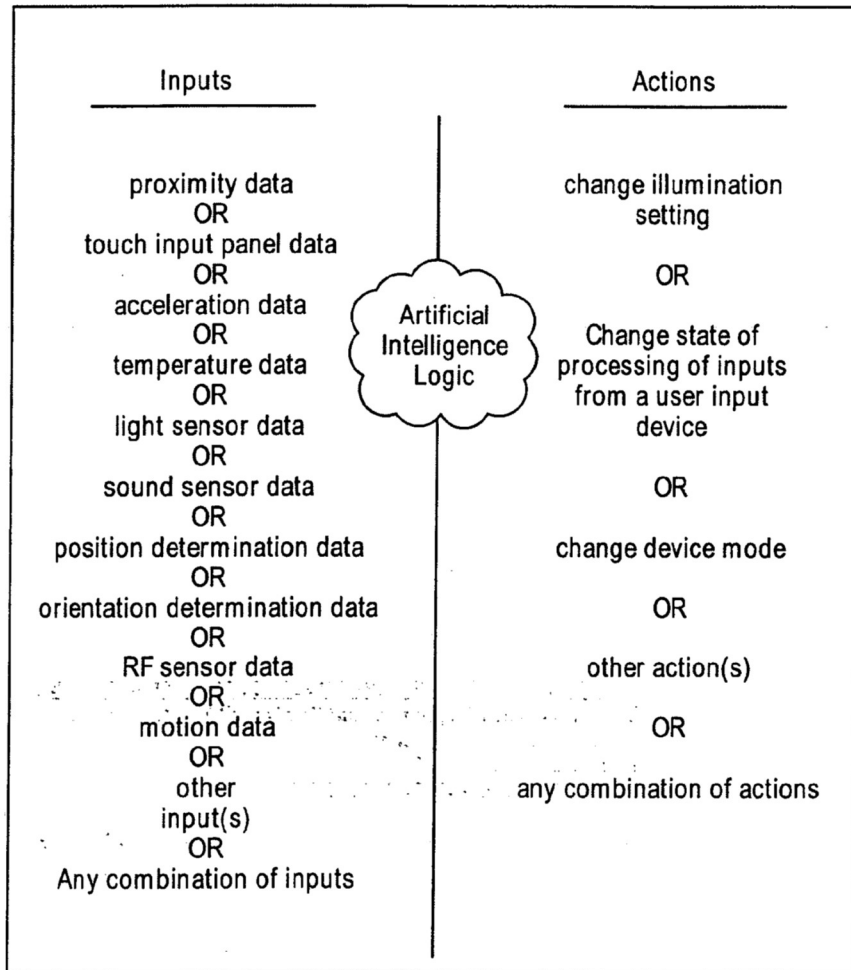 Inputs
proximity data
OR
touch input panel data
OR
acceleration data
OR
temperature data
OR
light sensor data
OR
sound sensor data
OR
position determination data
OR
orientation determination data
OR
RF sensor data
OR
motion data
OR
other
input(s)
OR
Any combination of inputs
Artificial
Intelligence
Logic
Actions
change illumination
setting
OR
Change state of
processing of inputs
from a user input
device
OR
change device mode
OR
other action(s)
OR
any combination of actions